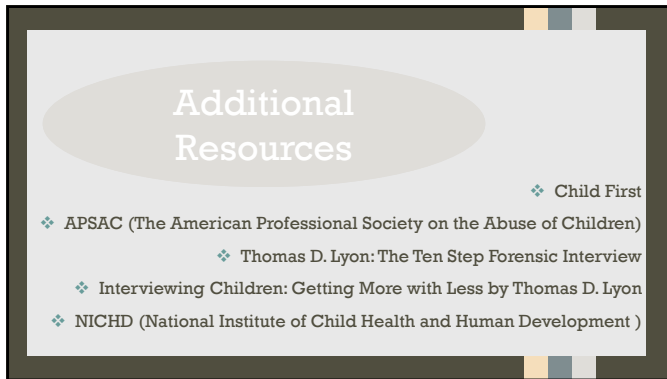 Additional
Resources
❖ Child First
❖ APSAC (The American Professional Society on the Abuse of Children)
❖ Thomas D. Lyon: The Ten Step Forensic Interview
❖ Interviewing Children: Getting More with Less by Thomas D. Lyon
❖ NICHD (National Institute of Child Health and Human Development )